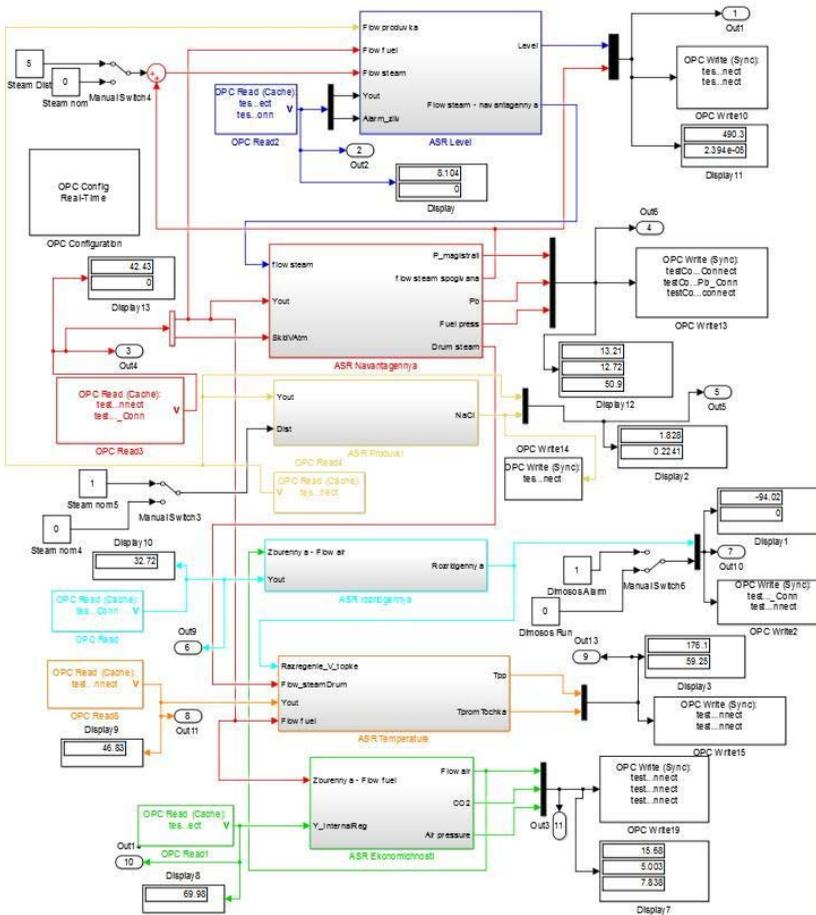 Flow produvka
Flow fuel
Flow steam
Level
Yout
Alarm_zliv
Flow steam - navantagennya
ASR Level
5
Steam Dist
0
Steam nom
Manual Switch4
OPC Read (Cache):
tes...ect
tes...onn
V
OPC Read2
2
Out2
8.104
0
Display
1
Out1
OPC Write (Sync):
tes...nect
tes...nect
OPC Write10
490.3
2.394e-05
Display11
OPC Config
Real-Time
OPC Configuration
42.43
0
Display13
3
Out4
OPC Read (Cache):
test...nnect
test..._Conn
V
OPC Read3
flow steam
Yout
SkidVAtm
P_magistrali
flow steam spogivana
Pb
Fuel press
Drum steam
ASR Navantagennya
Out6
4
OPC Write (Sync):
testCo...Connect
testCo...Pb_Conn
testCo...connect
OPC Write13
13.21
12.72
50.9
Display12
Yout
Dist
NaCl
ASR Produvki
OPC Read4
OPC Read (Cache):
tes...nect
V
5
Out5
OPC Write14
OPC Write (Sync):
tes...nect
1.828
0.2241
Display2
1
Steam nom5
0
Steam nom4
Manual Switch3
Display10
32.72
OPC Read (Cache):
tes...Conn
V
OPC Read
Zburennya - Flow air
Yout
Rozridgennya
ASR rozridgennya
Out9
6
1
Dimosos Alarm
0
Dimosos Run
Manual Switch6
-94.02
0
Display1
7
Out10
OPC Write (Sync):
test..._Conn
test...nnect
OPC Write2
OPC Read (Cache):
test...nnect
V
8
Out11
Display9
46.83
Razregenie_V_topke
Flow_steamDrum
Yout
Flow fuel
Tpp
TpromTochka
ASR Temperature
Out13
9
176.1
59.25
Display3
OPC Write (Sync):
test...nnect
test...nnect
OPC Write15
Zburennya - Flow fuel
Y_InternalReg
Flow air
CO2
Air pressure
ASR Ekonomichnosti
OPC Read (Cache):
tes...ect
V
OPC Read1
10
Display8
69.98
Out3
11
OPC Write (Sync):
test...nnect
test...nnect
test...nnect
OPC Write19
15.68
5.003
7.838
Display7